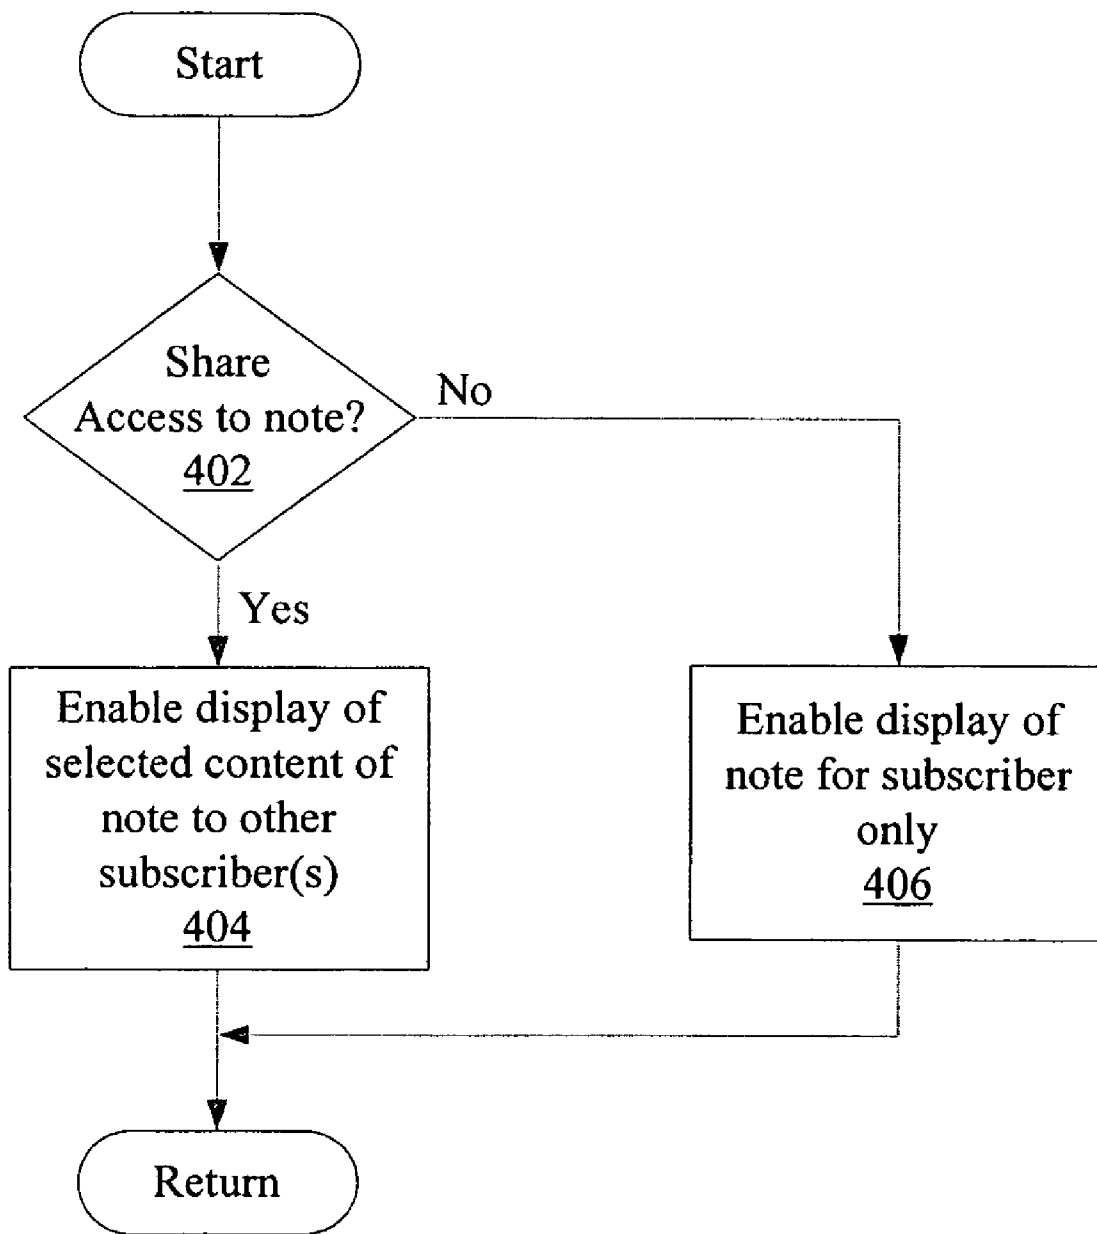 Start
Share
Access to note?
402
No
Yes
Enable display of
selected content of
note to other
subscriber(s)
404
Enable display of
note for subscriber
only
406
Return